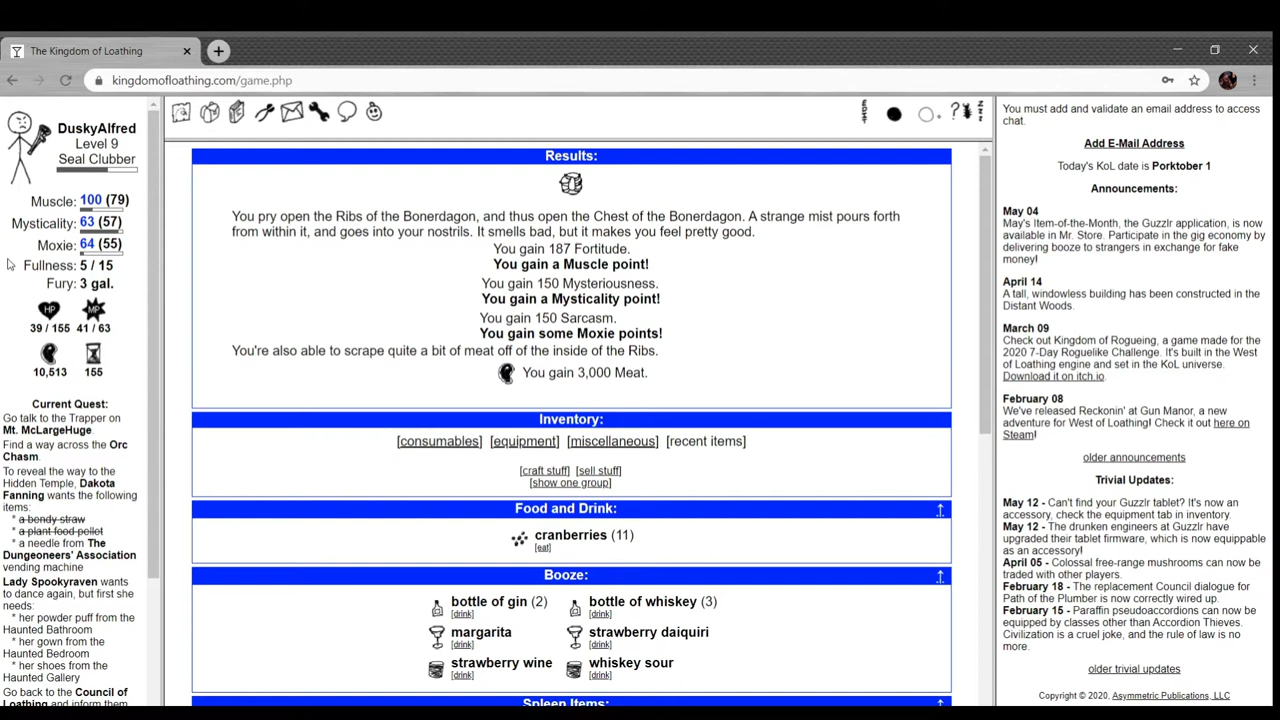 The Kingdom of Loathing
kingdomofloathing.com/game.php
DuskyAlfred
Level 9
Seal Clubber
Muscle: 100 (79)
Mysticality: 63 (57)
Moxie: 64 (55)
Fullness: 5 / 15
Fury: 3 gal.
HP
MP
39 / 155
41 / 63
10,513
155
Current Quest:
Go talk to the Trapper on
Mt. McLargeHuge.
Find a way across the Orc
Chasm.
To reveal the way to the
Hidden Temple, Dakota
Fanning wants the following
items:
* a bendy straw
* a plant food pellet
* a needle from The
Dungeoneers' Association
vending machine
Lady Spookyraven wants
to dance again, but first she
needs:
* her powder puff from the
Haunted Bathroom
* her gown from the
Haunted Bedroom
* her shoes from the
Haunted Gallery
Go back to the Council of
Loathing and inform them
Results:
You pry open the Ribs of the Bonerdagon, and thus open the Chest of the Bonerdagon. A strange mist pours forth
from within it, and goes into your nostrils. It smells bad, but it makes you feel pretty good.
You gain 187 Fortitude.
You gain a Muscle point!
You gain 150 Mysteriousness.
You gain a Mysticality point!
You gain 150 Sarcasm.
You gain some Moxie points!
You're also able to scrape quite a bit of meat off of the inside of the Ribs.
You gain 3,000 Meat.
Inventory:
[consumables] [equipment] [miscellaneous] [recent items]
[craft stuff] [sell stuff]
[show one group]
Food and Drink:
cranberries (11)
[eat]
Booze:
bottle of gin (2)
[drink]
bottle of whiskey (3)
[drink]
margarita
[drink]
strawberry daiquiri
[drink]
strawberry wine
[drink]
whiskey sour
[drink]
Spleen Items:
You must add and validate an email address to access
chat.
Add E-Mail Address
Today's KoL date is Porktober 1
Announcements:
May 04
May's Item-of-the-Month, the Guzzlr application, is now
available in Mr. Store. Participate in the gig economy by
delivering booze to strangers in exchange for fake
money!
April 14
A tall, windowless building has been constructed in the
Distant Woods.
March 09
Check out Kingdom of Rogueing, a game made for the
2020 7-Day Roguelike Challenge. It's built in the West
of Loathing engine and set in the KoL universe.
Download it on itch.io.
February 08
We've released Reckonin' at Gun Manor, a new
adventure for West of Loathing! Check it out here on
Steam!
older announcements
Trivial Updates:
May 12 - Can't find your Guzzlr tablet? It's now an
accessory, check the equipment tab in inventory.
May 12 - The drunken engineers at Guzzlr have
upgraded their tablet firmware, which is now equippable
as an accessory!
April 05 - Colossal free-range mushrooms can now be
traded with other players.
February 18 - The replacement Council dialogue for
Path of the Plumber is now correctly wired up.
February 15 - Paraffin pseudoaccordions can now be
equipped by classes other than Accordion Thieves.
Civilization is a cruel joke, and the rule of law is no
more.
older trivial updates
Copyright © 2020, Asymmetric Publications, LLC